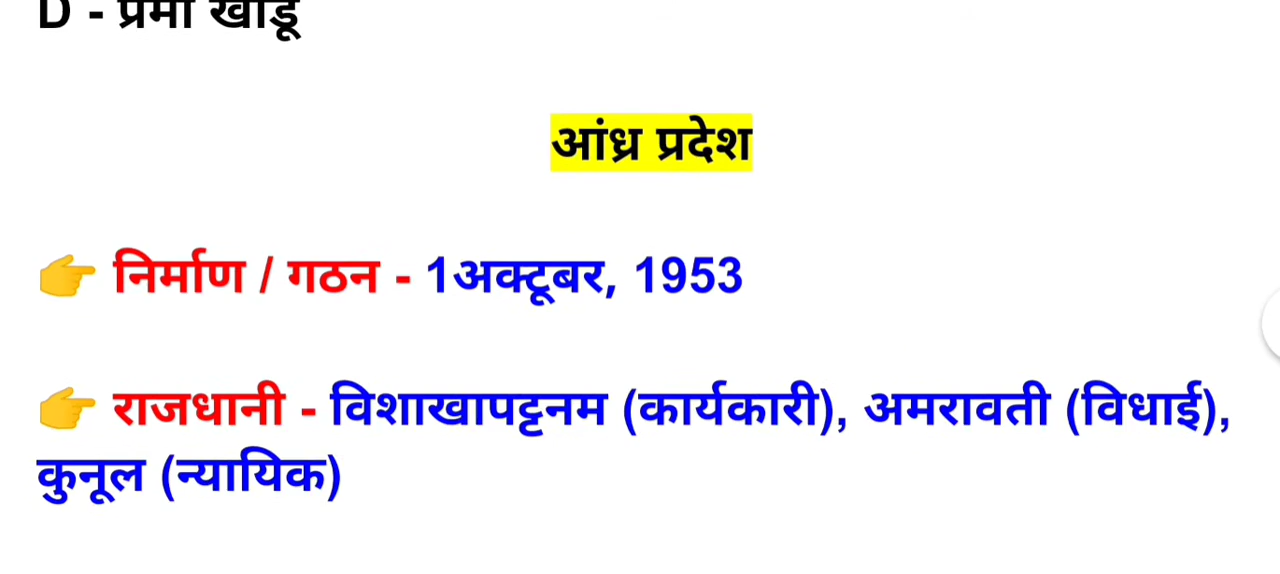 D - प्रेमा खांडू
आंध्र प्रदेश
👉 निर्माण / गठन - 1अक्टूबर, 1953
👉 राजधानी - विशाखापट्टनम (कार्यकारी), अमरावती (विधाई),
कुनूल (न्यायिक)